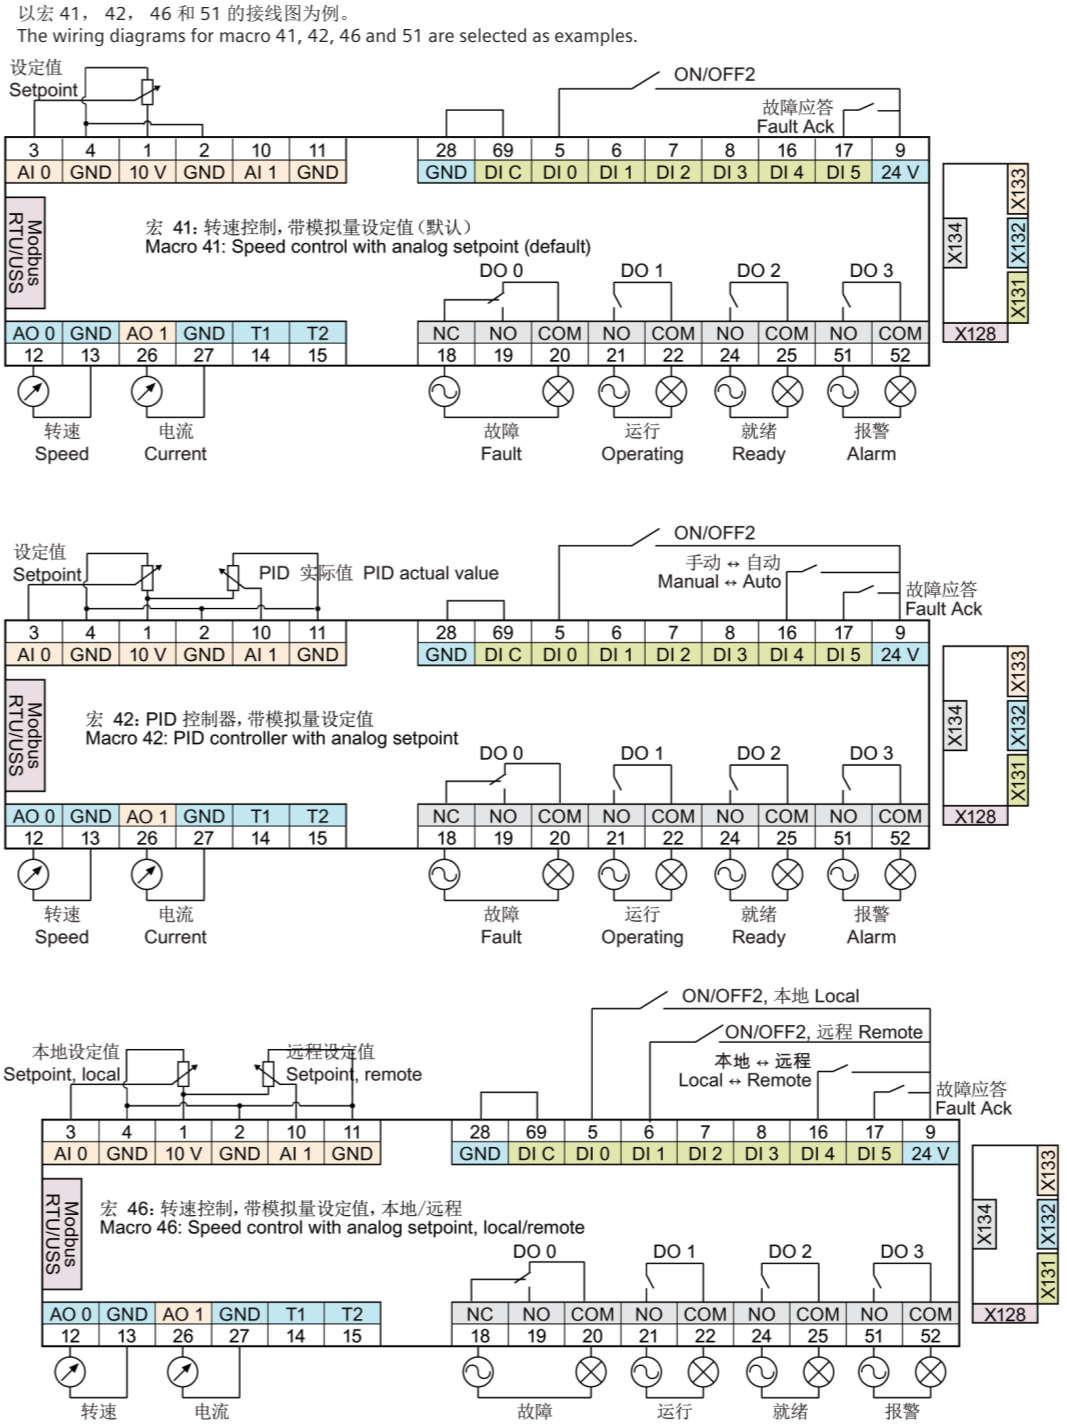 以宏 41， 42， 46 和 51 的接线图为例。
The wiring diagrams for macro 41, 42, 46 and 51 are selected as examples.
设定值
Setpoint
ON/OFF2
故障应答
Fault Ack
3 4 1 2 10 11 28 69 5 6 7 8 16 17 9
AI 0 GND 10 V GND AI 1 GND GND DI C DI 0 DI 1 DI 2 DI 3 DI 4 DI 5 24 V
Modbus
RTU/USS
宏 41: 转速控制, 带模拟量设定值（默认）
Macro 41: Speed control with analog setpoint (default)
X133
X134
X132
X131
X128
DO 0 DO 1 DO 2 DO 3
AO 0 GND AO 1 GND T1 T2 NC NO COM NO COM NO COM NO COM
12 13 26 27 14 15 18 19 20 21 22 24 25 51 52
转速 电流 故障 运行 就绪 报警
Speed Current Fault Operating Ready Alarm
ON/OFF2
设定值
Setpoint
PID 实际值 PID actual value
手动 ↔ 自动
Manual ↔ Auto
故障应答
Fault Ack
3 4 1 2 10 11 28 69 5 6 7 8 16 17 9
AI 0 GND 10 V GND AI 1 GND GND DI C DI 0 DI 1 DI 2 DI 3 DI 4 DI 5 24 V
Modbus
RTU/USS
宏 42: PID 控制器, 带模拟量设定值
Macro 42: PID controller with analog setpoint
X133
X134
X132
X131
X128
DO 0 DO 1 DO 2 DO 3
AO 0 GND AO 1 GND T1 T2 NC NO COM NO COM NO COM NO COM
12 13 26 27 14 15 18 19 20 21 22 24 25 51 52
转速 电流 故障 运行 就绪 报警
Speed Current Fault Operating Ready Alarm
ON/OFF2, 本地 Local
ON/OFF2, 远程 Remote
本地设定值
Setpoint, local
远程设定值
Setpoint, remote
本地 ↔ 远程
Local ↔ Remote
故障应答
Fault Ack
3 4 1 2 10 11 28 69 5 6 7 8 16 17 9
AI 0 GND 10 V GND AI 1 GND GND DI C DI 0 DI 1 DI 2 DI 3 DI 4 DI 5 24 V
Modbus
RTU/USS
宏 46: 转速控制, 带模拟量设定值, 本地/远程
Macro 46: Speed control with analog setpoint, local/remote
X133
X134
X132
X131
X128
DO 0 DO 1 DO 2 DO 3
AO 0 GND AO 1 GND T1 T2 NC NO COM NO COM NO COM NO COM
12 13 26 27 14 15 18 19 20 21 22 24 25 51 52
转速 电流 故障 运行 就绪 报警